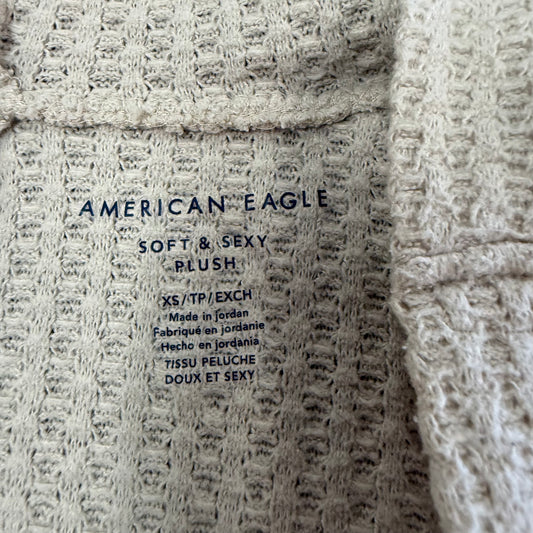 AMERICAN EAGLE
SOFT & SEXY
PLUSH
XS/TP/EXCH
Made in jordan
Fabriqué en jordanie
Hecho en jordania
TISSU PELUCHE
DOUX ET SEXY